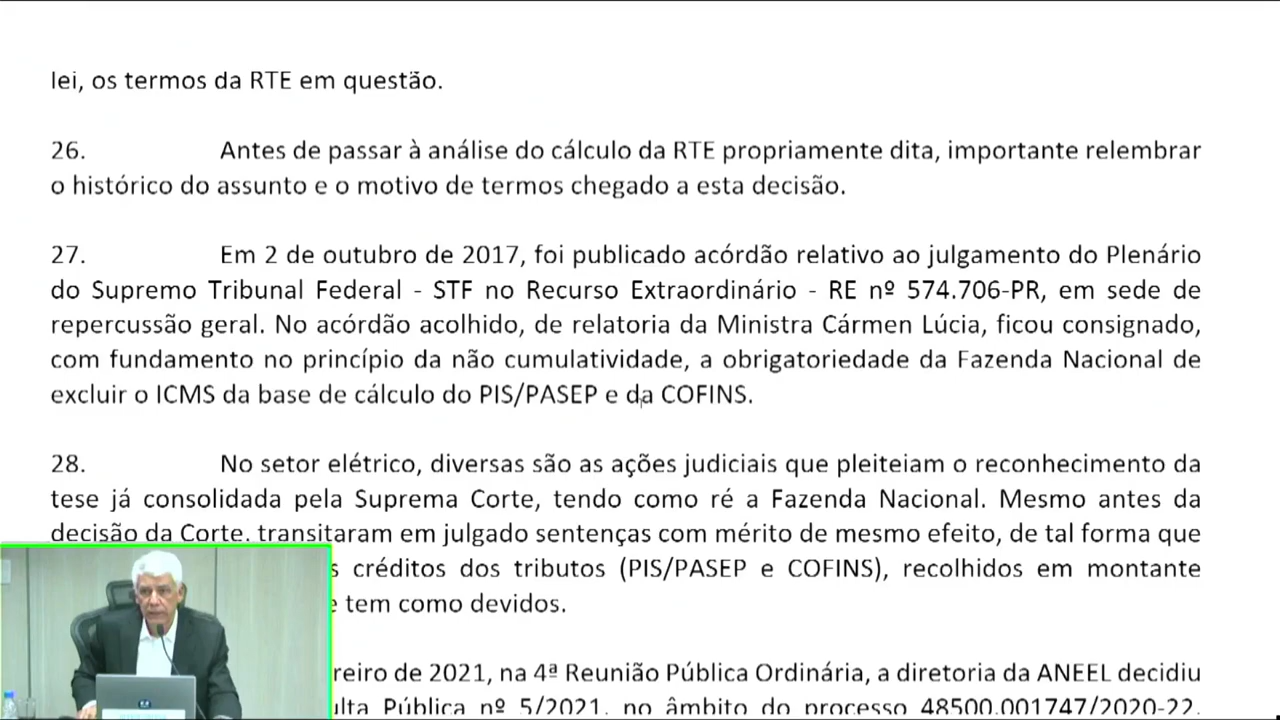 lei, os termos da RTE em questão.
26. Antes de passar à análise do cálculo da RTE propriamente dita, importante relembrar
o histórico do assunto e o motivo de termos chegado a esta decisão.
27. Em 2 de outubro de 2017, foi publicado acórdão relativo ao julgamento do Plenário
do Supremo Tribunal Federal - STF no Recurso Extraordinário - RE nº 574.706-PR, em sede de
repercussão geral. No acórdão acolhido, de relatoria da Ministra Cármen Lúcia, ficou consignado,
com fundamento no princípio da não cumulatividade, a obrigatoriedade da Fazenda Nacional de
excluir o ICMS da base de cálculo do PIS/PASEP e da COFINS.
28. No setor elétrico, diversas são as ações judiciais que pleiteiam o reconhecimento da
tese já consolidada pela Suprema Corte, tendo como ré a Fazenda Nacional. Mesmo antes da
decisão da Corte, transitaram em julgado sentenças com mérito de mesmo efeito, de tal forma que
créditos dos tributos (PIS/PASEP e COFINS), recolhidos em montante
tem como devidos.
reiro de 2021, na 4ª Reunião Pública Ordinária, a diretoria da ANEEL decidiu
ulta Pública nº 5/2021, no âmbito do processo 48500.001747/2020-22,